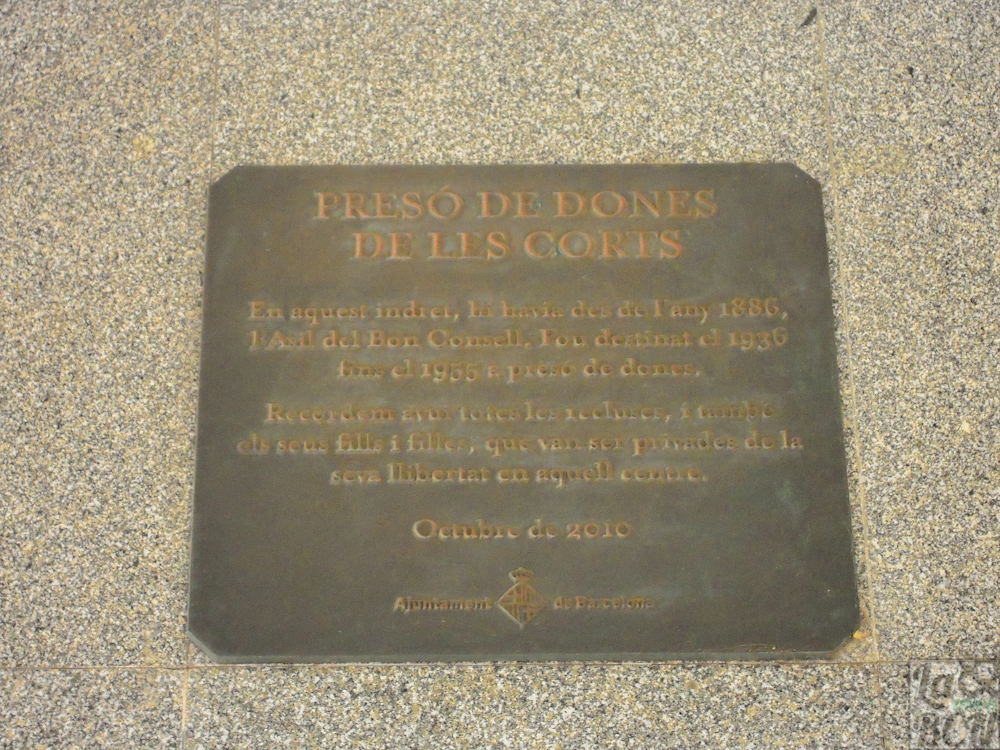 PRESÓ DE DONES
DE LES CORTS
En aquest indret, hi havia des de l'any 1886,
l'Asil del Bon Consell. Fou destinat el 1936
fins el 1955 a presó de dones.
Recordem avui totes les recluses, i també
els seus fills i filles, que van ser privades de la
seva llibertat en aquell centre.
Octubre de 2010
Ajuntament de Barcelona